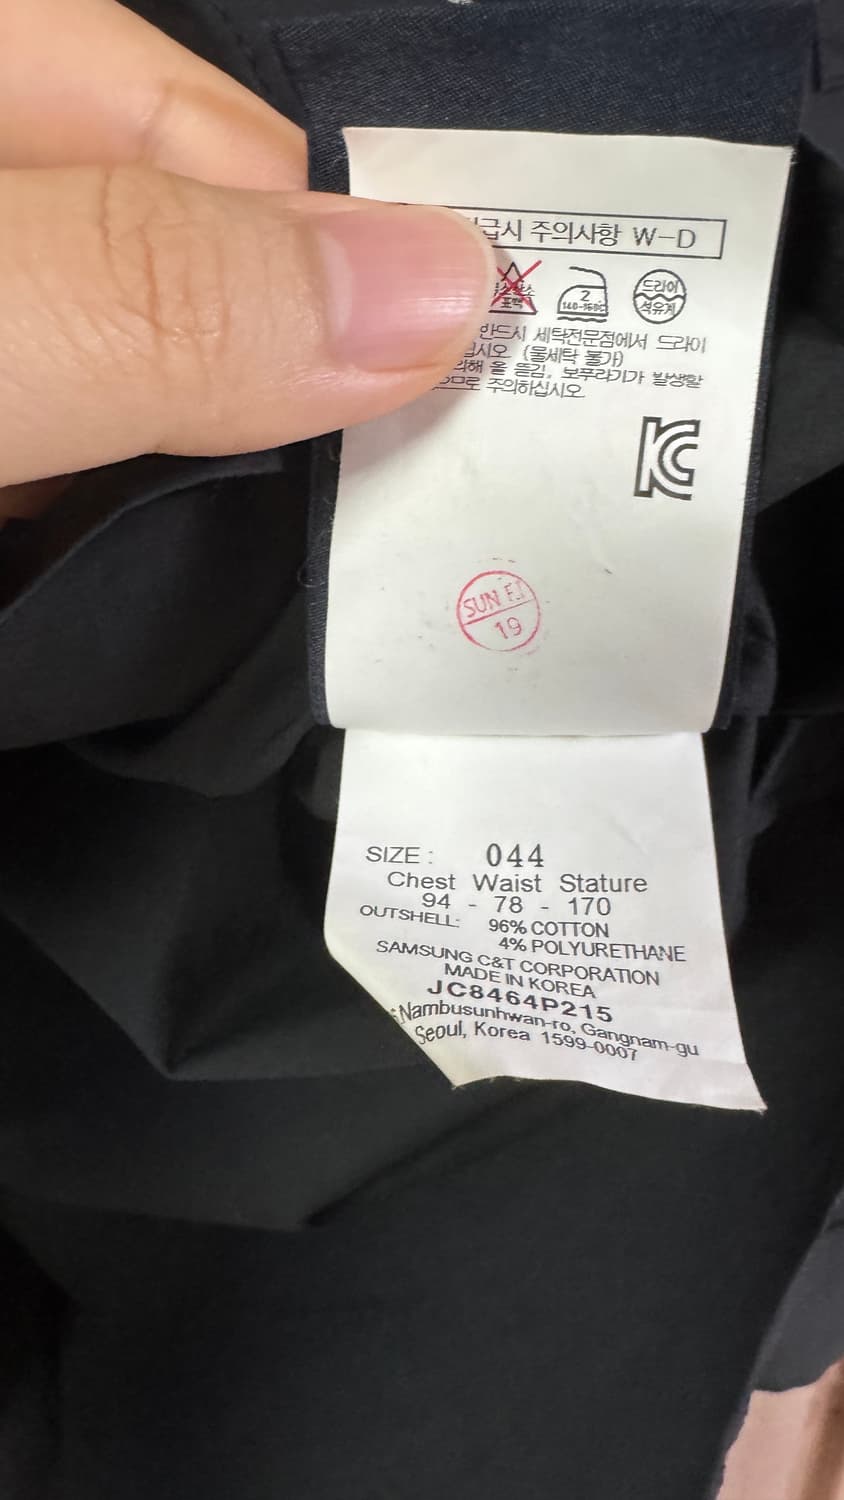 급시 주의사항 W-D
표백
2
140-160℃
드라이
석유계
반드시 세탁전문점에서 드라이
십시오 (물세탁 불가)
의해 올 뜯김, 보푸라기가 발생할
으므로 주의하십시오.
KC
SUN F.I
19
SIZE : 044
Chest Waist Stature
94 - 78 - 170
OUTSHELL: 96% COTTON
4% POLYURETHANE
SAMSUNG C&T CORPORATION
MADE IN KOREA
JC8464P215
Nambusunhwan-ro, Gangnam-gu
Seoul, Korea 1599-0007